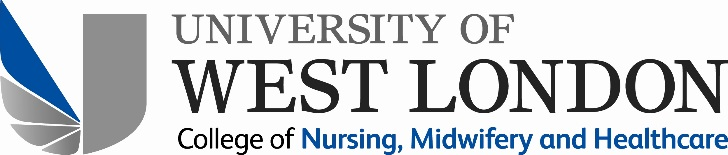 UNIVERSITY OF
WEST LONDON
College of Nursing, Midwifery and Healthcare